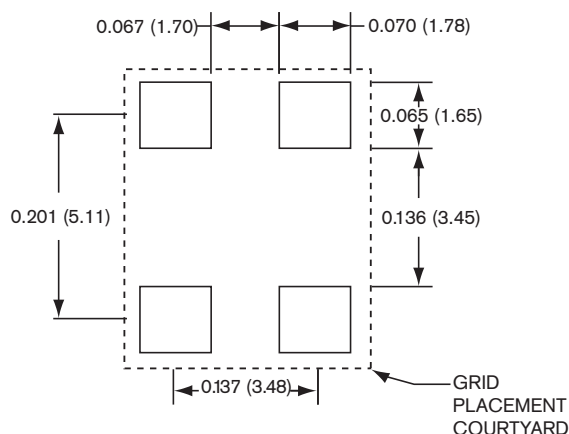 0.067 (1.70)
0.070 (1.78)
0.065 (1.65)
0.201 (5.11)
0.136 (3.45)
0.137 (3.48)
GRID
PLACEMENT
COURTYARD